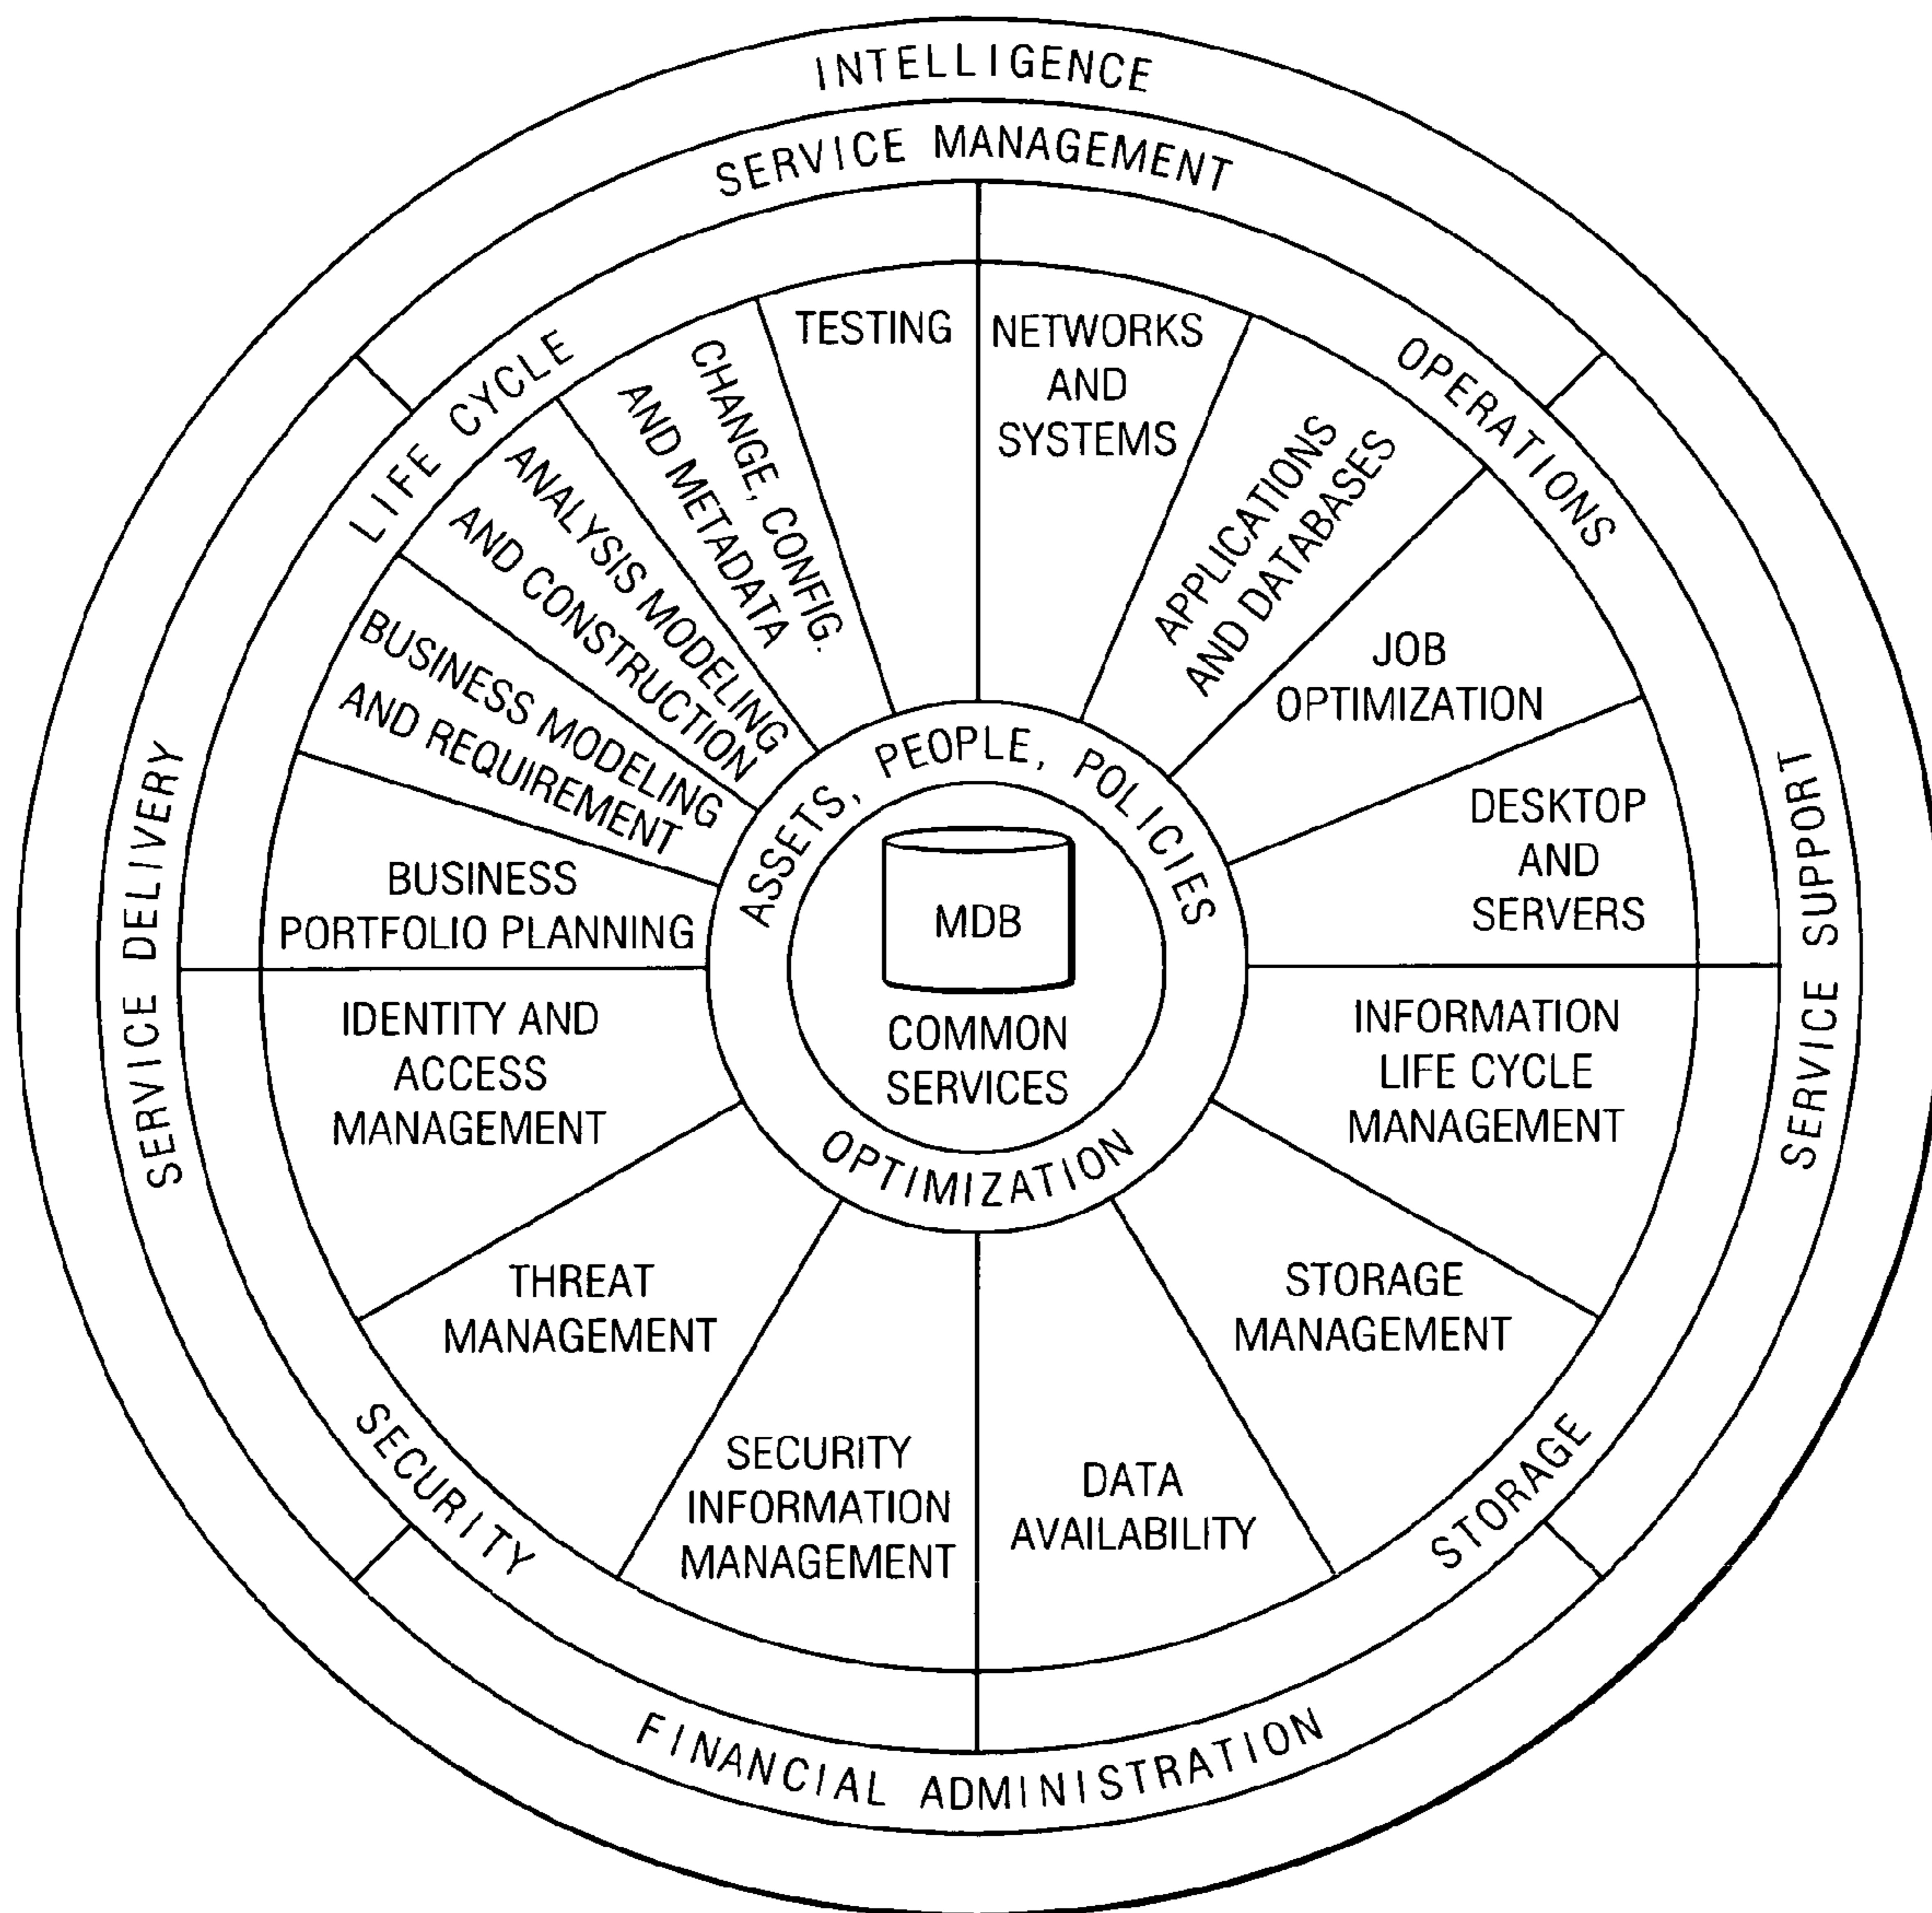 INTELLIGENCE
SERVICE MANAGEMENT
LIFE CYCLE
OPERATIONS
TESTING
CHANGE, CONFIG.
AND METADATA
ANALYSIS MODELING
AND CONSTRUCTION
BUSINESS MODELING
AND REQUIREMENT
BUSINESS
PORTFOLIO PLANNING
NETWORKS
AND
SYSTEMS
APPLICATIONS
AND DATABASES
JOB
OPTIMIZATION
DESKTOP
AND
SERVERS
SERVICE DELIVERY
SERVICE SUPPORT
ASSETS, PEOPLE, POLICIES
MDB
COMMON
SERVICES
OPTIMIZATION
IDENTITY AND
ACCESS
MANAGEMENT
THREAT
MANAGEMENT
SECURITY
INFORMATION
MANAGEMENT
INFORMATION
LIFE CYCLE
MANAGEMENT
STORAGE
MANAGEMENT
DATA
AVAILABILITY
SECURITY
STORAGE
FINANCIAL ADMINISTRATION